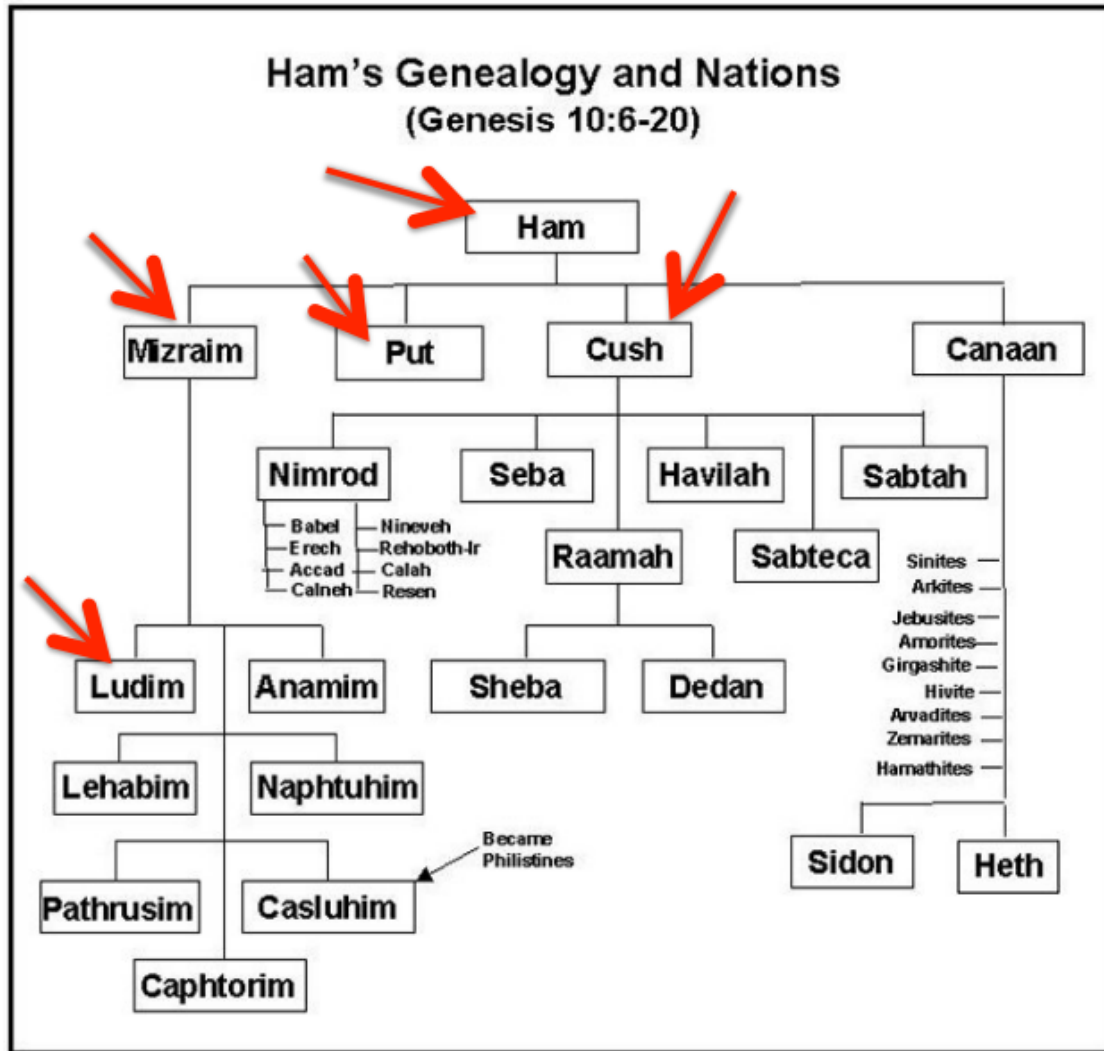 Ham's Genealogy and Nations
(Genesis 10:6-20)
Ham
Mizraim
Put
Cush
Canaan
Nimrod
Seba
Havilah
Sabtah
Babel
Erech
Accad
Calneh
Nineveh
Rehoboth-Ir
Calah
Resen
Raamah
Sabteca
Sinites
Arkites
Jebusites
Amorites
Girgashite
Hivite
Arvadites
Zemarites
Hamathites
Ludim
Anamim
Sheba
Dedan
Lehabim
Naphtuhim
Became
Philistines
Sidon
Heth
Pathrusim
Casluhim
Caphtorim